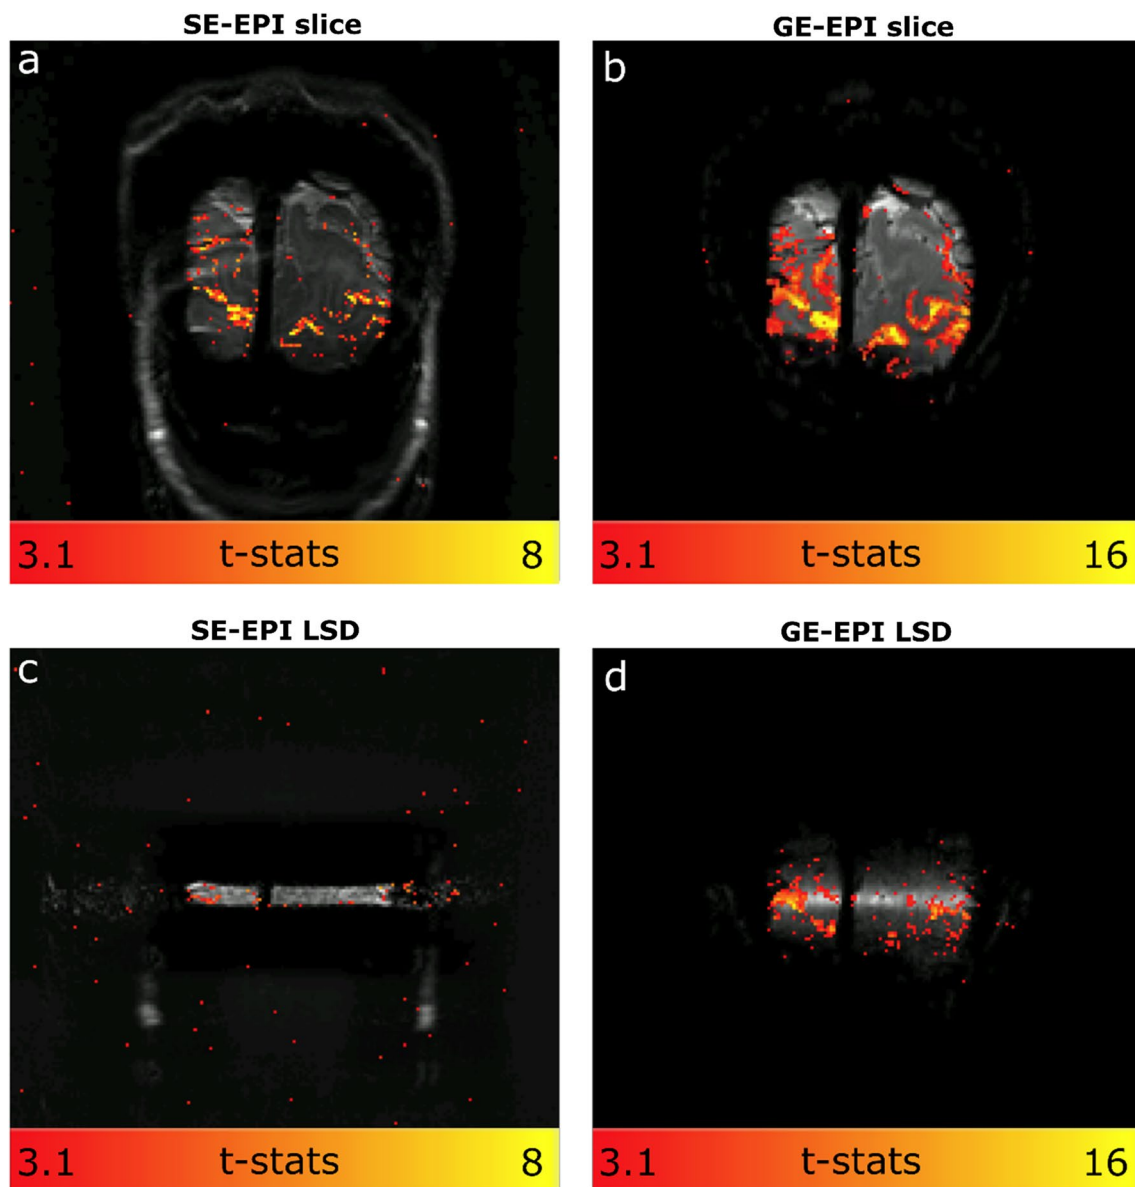 SE-EPI slice
GE-EPI slice
a
b
3.1 t-stats 8
3.1 t-stats 16
SE-EPI LSD
GE-EPI LSD
c
d
3.1 t-stats 8
3.1 t-stats 16